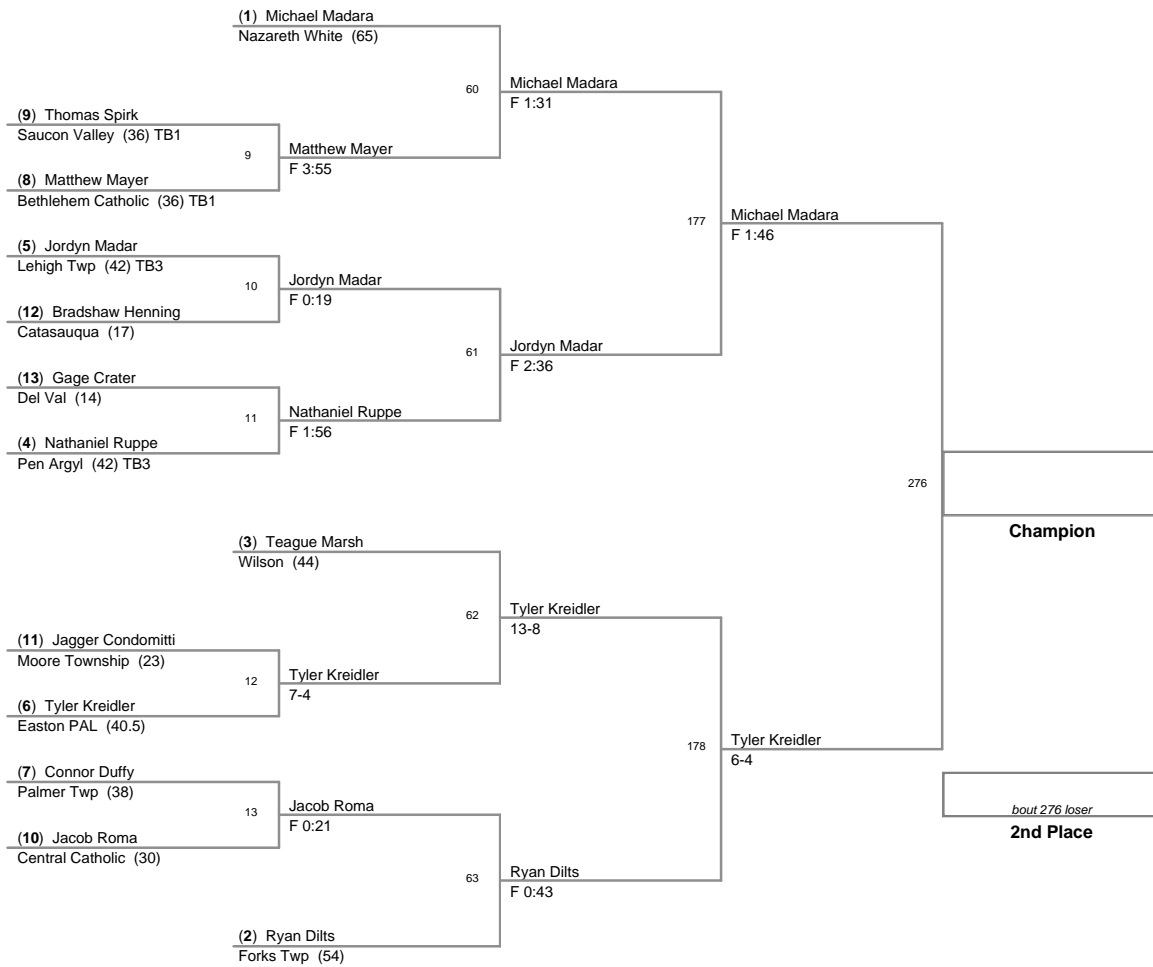 (1) Michael Madara
Nazareth White (65)
60
Michael Madara
F 1:31
(9) Thomas Spirk
Saucon Valley (36) TB1
9
Matthew Mayer
F 3:55
(8) Matthew Mayer
Bethlehem Catholic (36) TB1
177
Michael Madara
F 1:46
(5) Jordyn Madar
Lehigh Twp (42) TB3
10
Jordyn Madar
F 0:19
(12) Bradshaw Henning
Catasauqua (17)
61
Jordyn Madar
F 2:36
(13) Gage Crater
Del Val (14)
11
Nathaniel Ruppe
F 1:56
(4) Nathaniel Ruppe
Pen Argyl (42) TB3
276
Champion
(3) Teague Marsh
Wilson (44)
62
Tyler Kreidler
13-8
(11) Jagger Condomitti
Moore Township (23)
12
Tyler Kreidler
7-4
(6) Tyler Kreidler
Easton PAL (40.5)
178
Tyler Kreidler
6-4
(7) Connor Duffy
Palmer Twp (38)
13
Jacob Roma
F 0:21
(10) Jacob Roma
Central Catholic (30)
63
Ryan Dilts
F 0:43
(2) Ryan Dilts
Forks Twp (54)
bout 276 loser
2nd Place